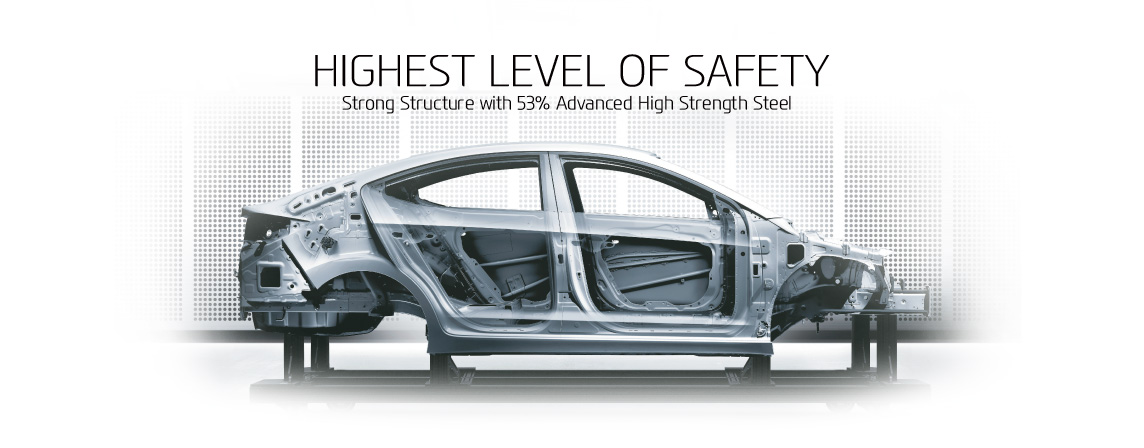 HIGHEST LEVEL OF SAFETY
Strong Structure with 53% Advanced High Strength Steel